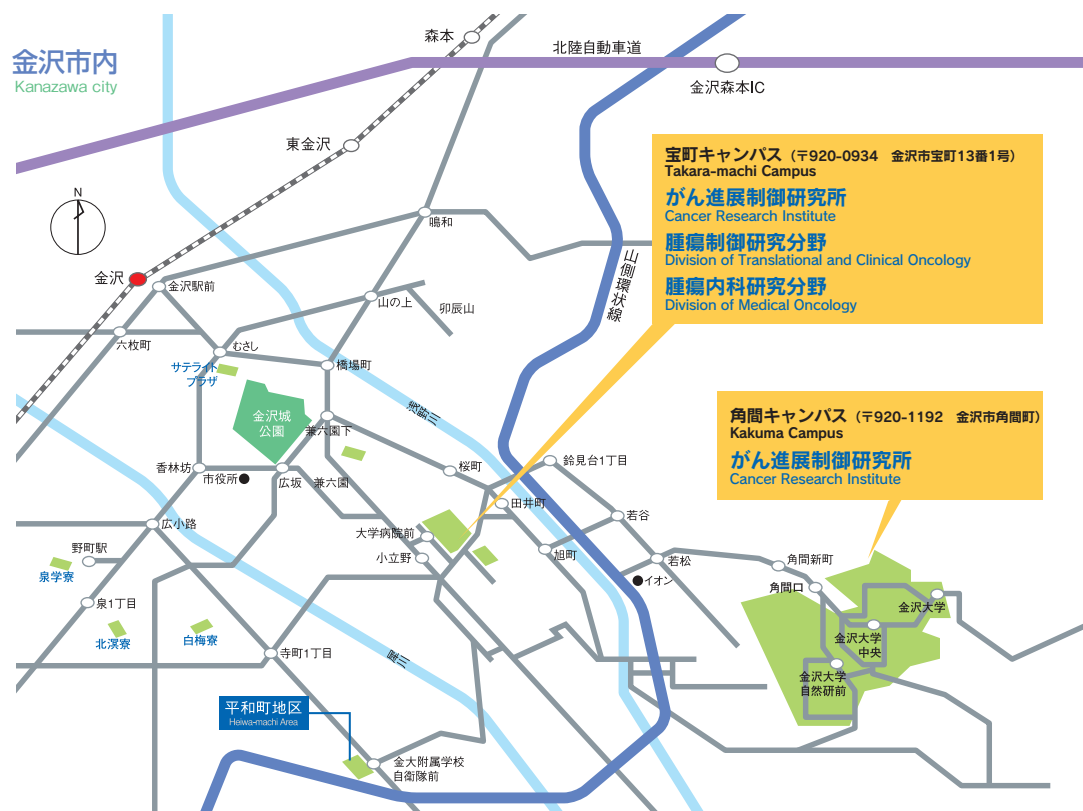 金沢市内
Kanazawa city
森本
北陸自動車道
金沢森本IC
東金沢
N
宝町キャンパス（〒920-0934　金沢市宝町13番1号）
Takara-machi Campus
がん進展制御研究所
Cancer Research Institute
腫瘍制御研究分野
Division of Translational and Clinical Oncology
腫瘍内科研究分野
Division of Medical Oncology
鳴和
山側環状線
金沢
金沢駅前
山の上
卯辰山
六枚町
むさし
サテライト
プラザ
橋場町
金沢城
公園
兼六園下
浅野川
角間キャンパス（〒920-1192　金沢市角間町）
Kakuma Campus
がん進展制御研究所
Cancer Research Institute
香林坊
市役所
広坂
兼六園
桜町
鈴見台1丁目
田井町
若谷
広小路
大学病院前
小立野
旭町
若松
イオン
角間新町
角間口
野町駅
泉学寮
泉1丁目
北溟寮
白梅寮
寺町1丁目
犀川
金沢大学
金沢大学
中央
金沢大学
自然研前
平和町地区
Heiwa-machi Area
金大附属学校
自衛隊前